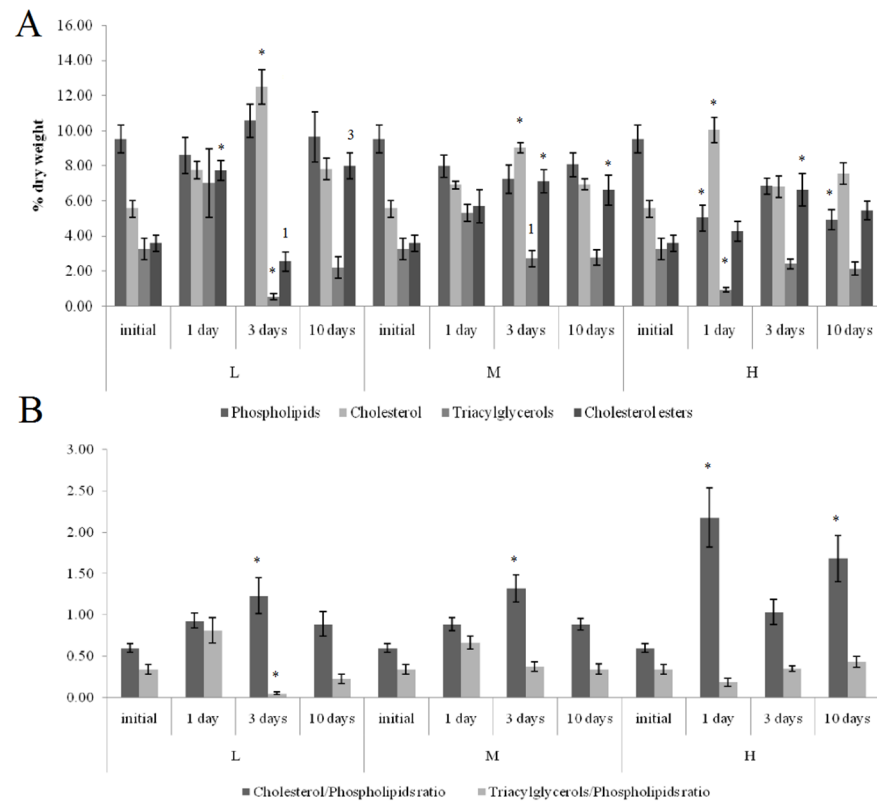 A
16.00
14.00
12.00
10.00
8.00
6.00
4.00
2.00
0.00
% dry weight
* * * 1 3 * 1 * * * * * * *
initial 1 day 3 days 10 days initial 1 day 3 days 10 days initial 1 day 3 days 10 days
L M H
Phospholipids Cholesterol Triacylglycerols Cholesterol esters
B
3.00
2.50
2.00
1.50
1.00
0.50
0.00
* * * * *
initial 1 day 3 days 10 days initial 1 day 3 days 10 days initial 1 day 3 days 10 days
L M H
Cholesterol/Phospholipids ratio Triacylglycerols/Phospholipids ratio